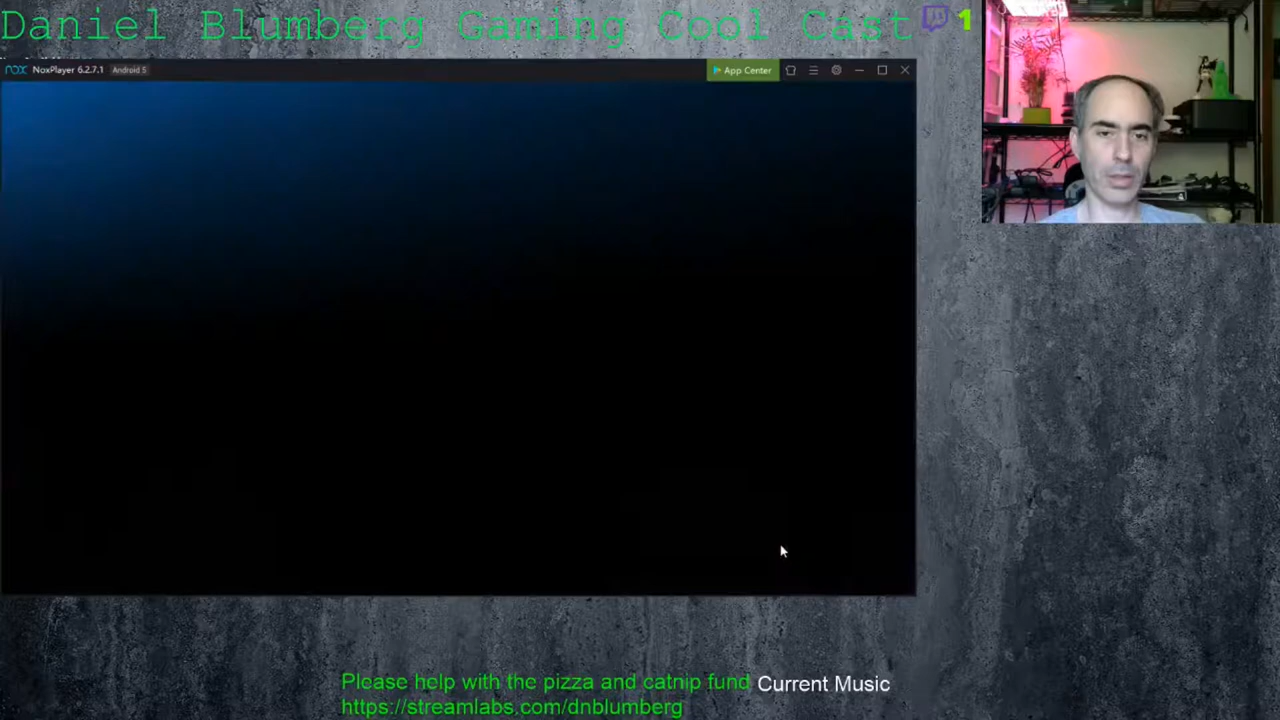 Daniel Blumberg Gaming Cool Cast 1
nox NoxPlayer 6.2.7.1 Android 5 App Center
Please help with the pizza and catnip fund Current Music
https://streamlabs.com/dnblumberg